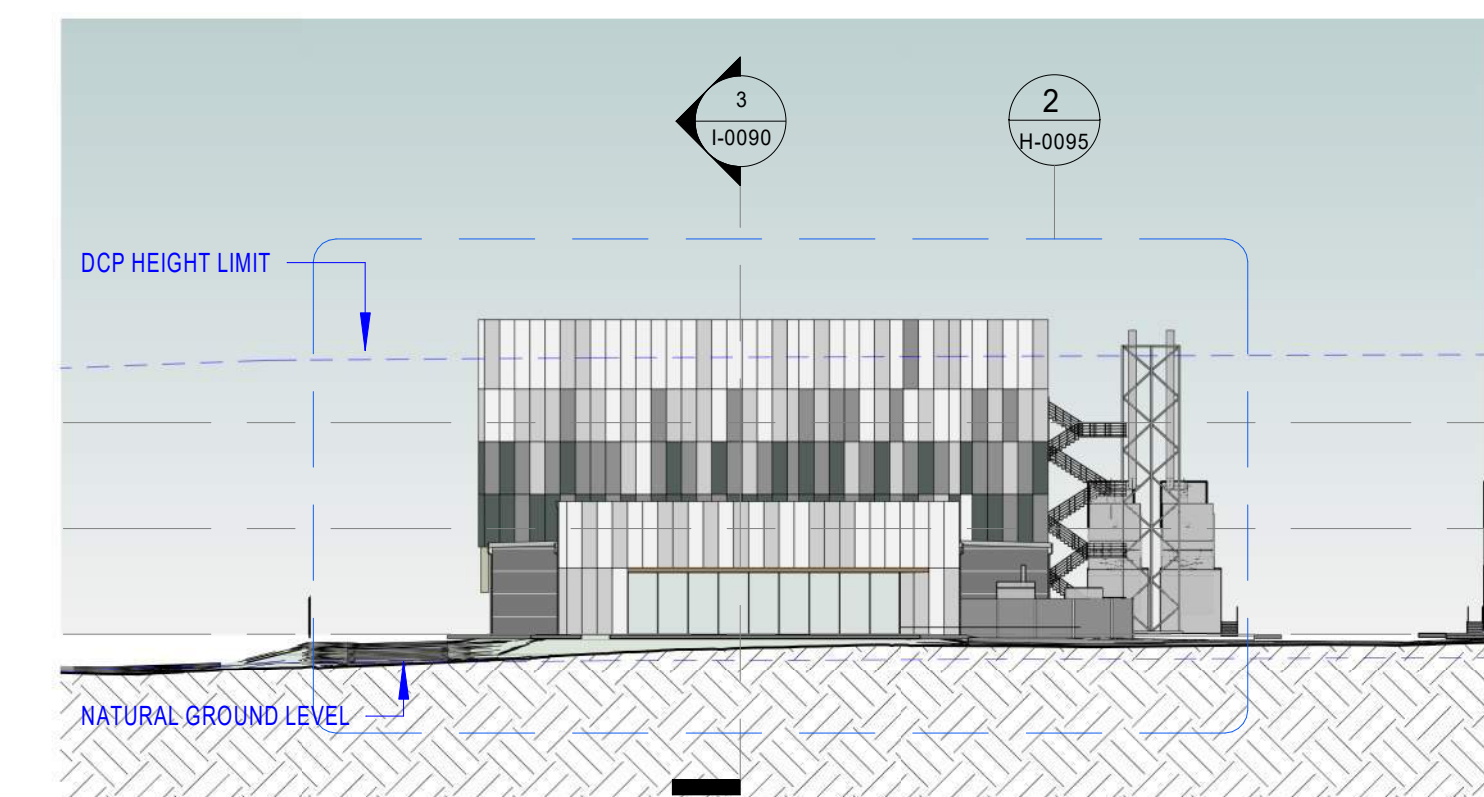 3
I-0090
2
H-0095
DCP HEIGHT LIMIT
NATURAL GROUND LEVEL